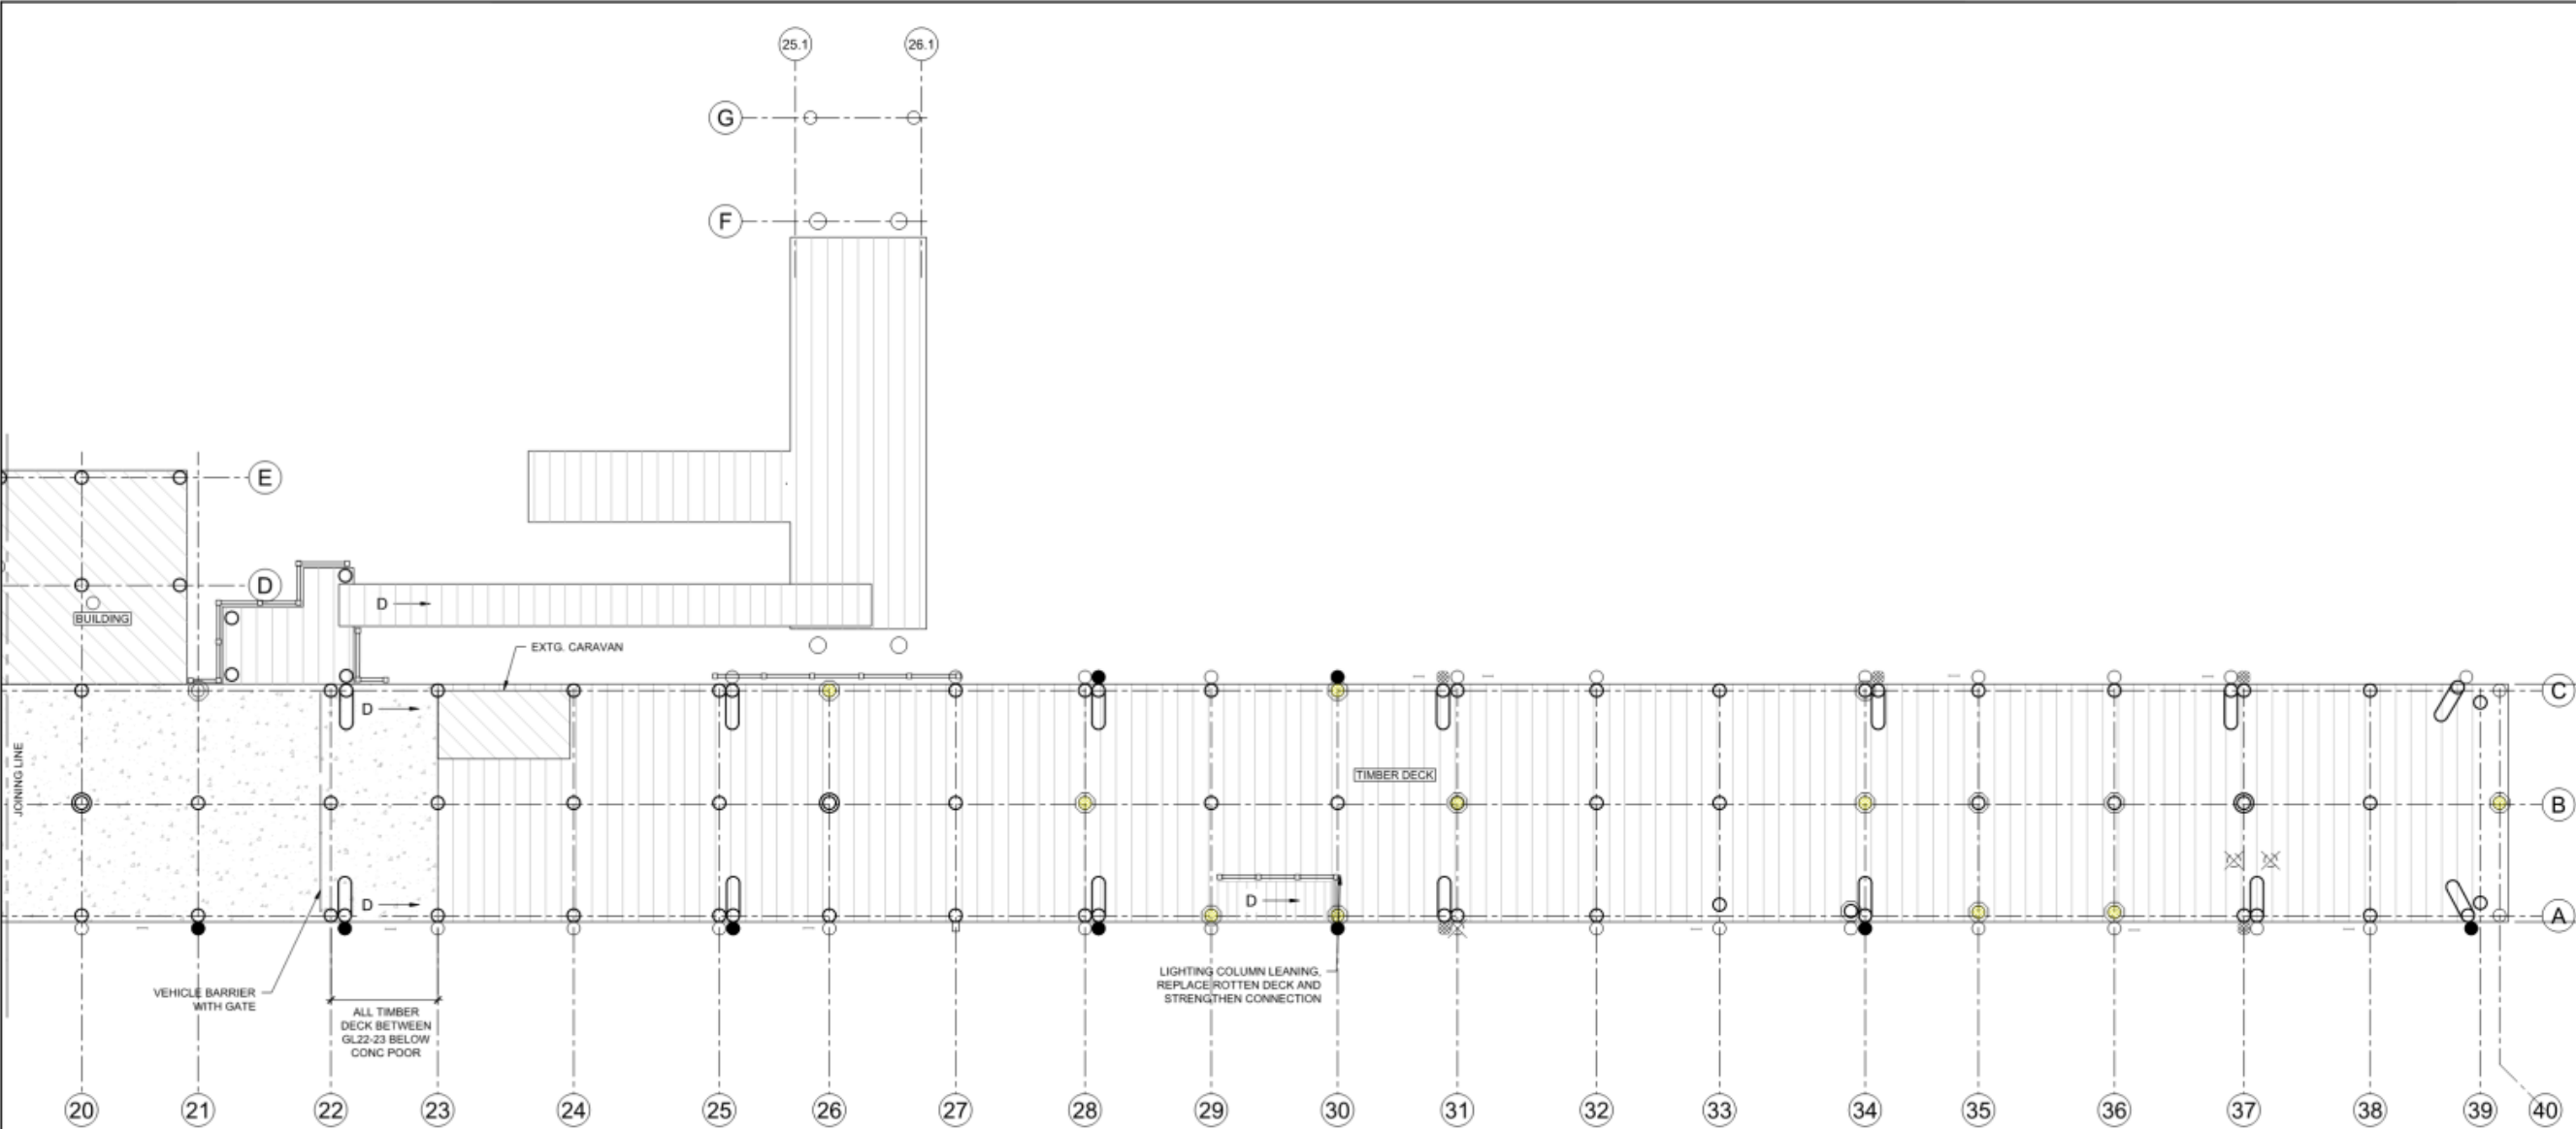 25.1
26.1
G
F
E
D
BUILDING
D
EXTG. CARAVAN
D
C
JOINING LINE
TIMBER DECK
B
D
D
A
VEHICLE BARRIER
WITH GATE
ALL TIMBER
DECK BETWEEN
GL22-23 BELOW
CONC POOR
LIGHTING COLUMN LEANING,
REPLACE ROTTEN DECK AND
STRENGTHEN CONNECTION
20
21
22
23
24
25
26
27
28
29
30
31
32
33
34
35
36
37
38
39
40